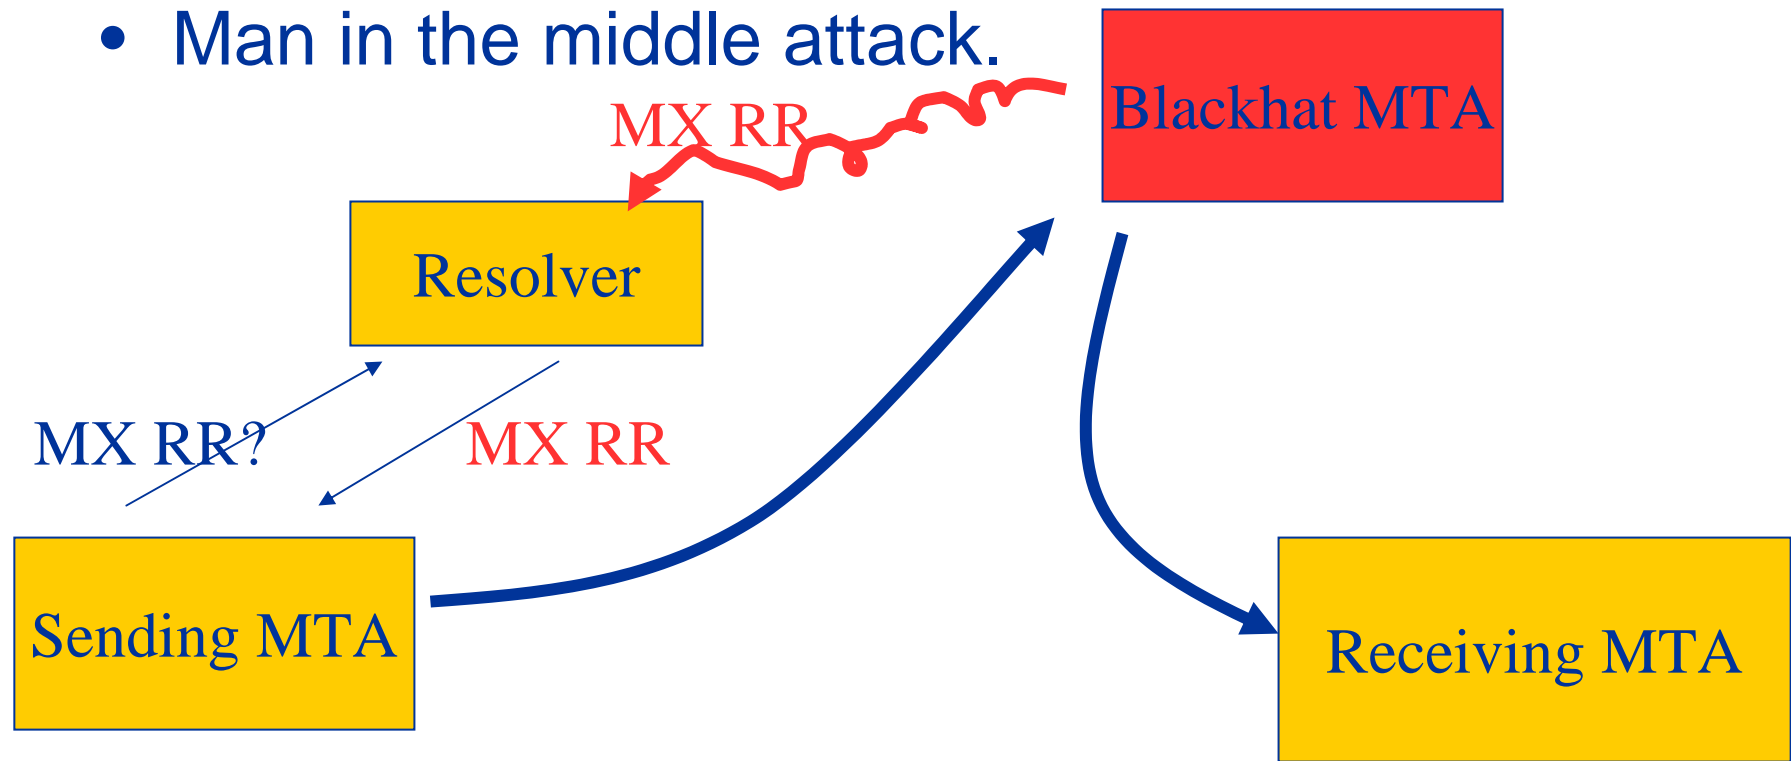 • Man in the middle attack.
Blackhat MTA
MX RR
Resolver
MX RR?
MX RR
Sending MTA
Receiving MTA